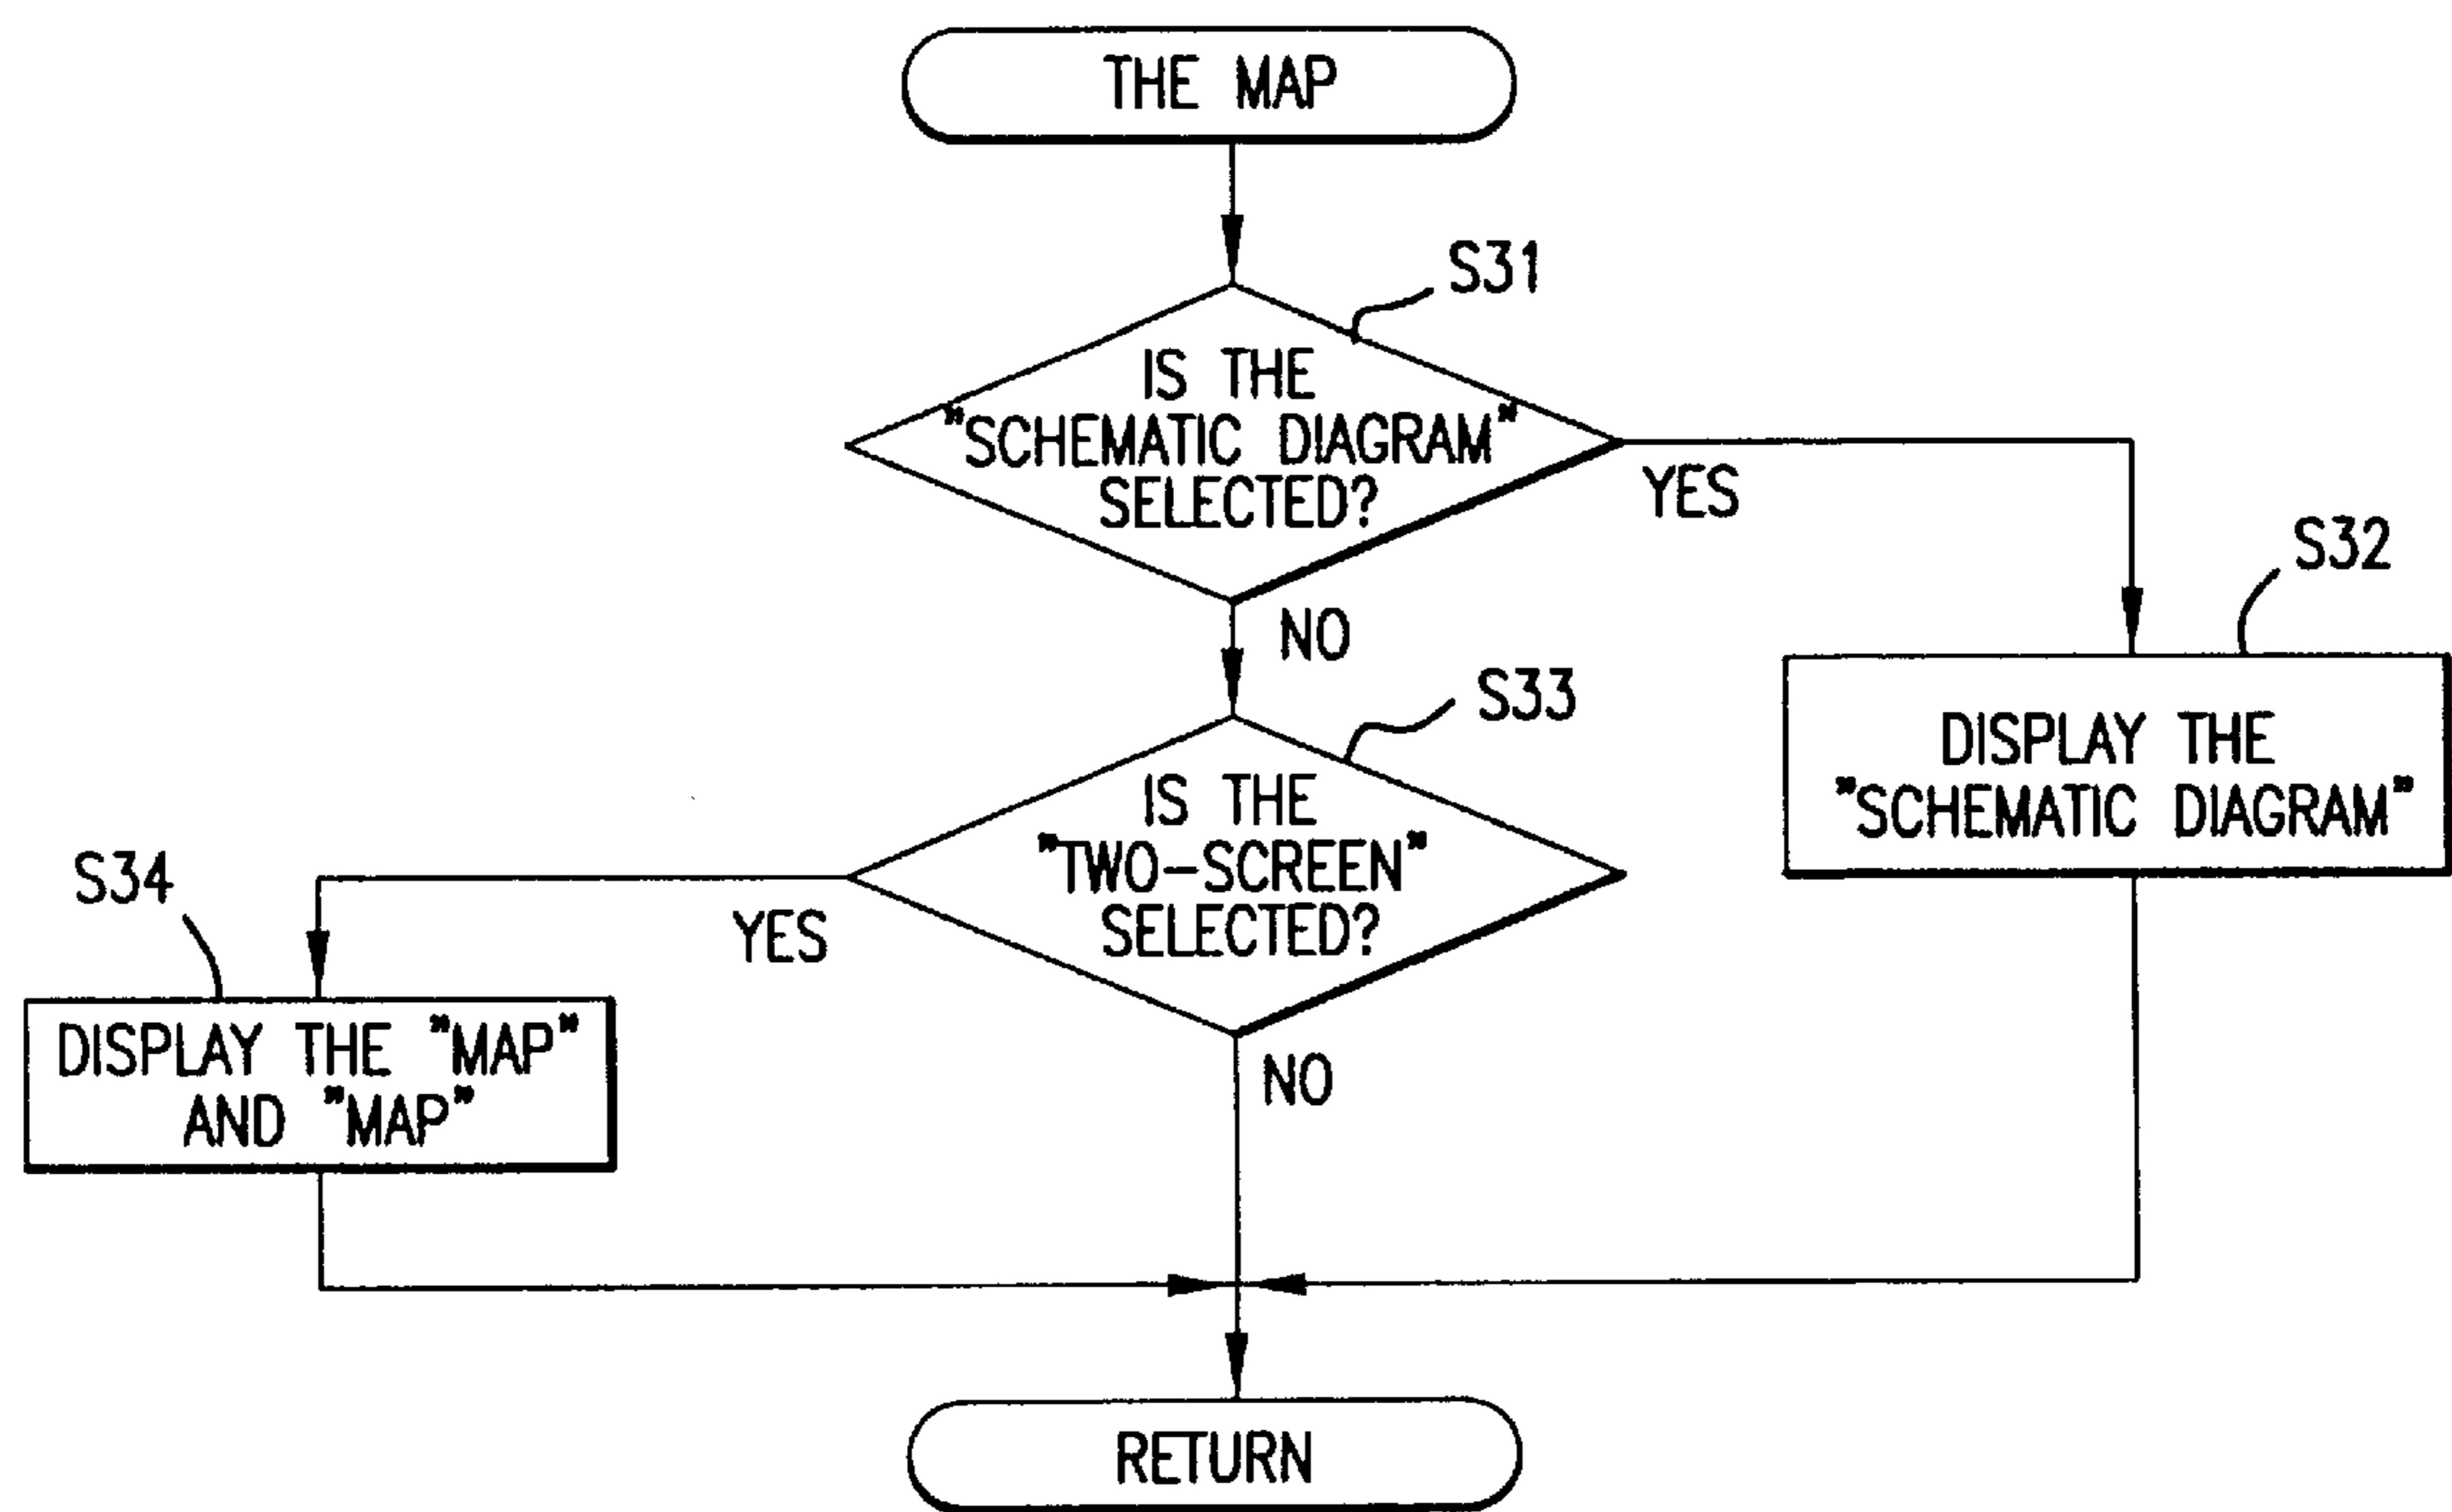 THE MAP
S31
IS THE
"SCHEMATIC DIAGRAM"
SELECTED?
YES
NO
S32
DISPLAY THE
"SCHEMATIC DIAGRAM"
S33
IS THE
"TWO-SCREEN"
SELECTED?
YES
NO
S34
DISPLAY THE "MAP"
AND "MAP"
RETURN